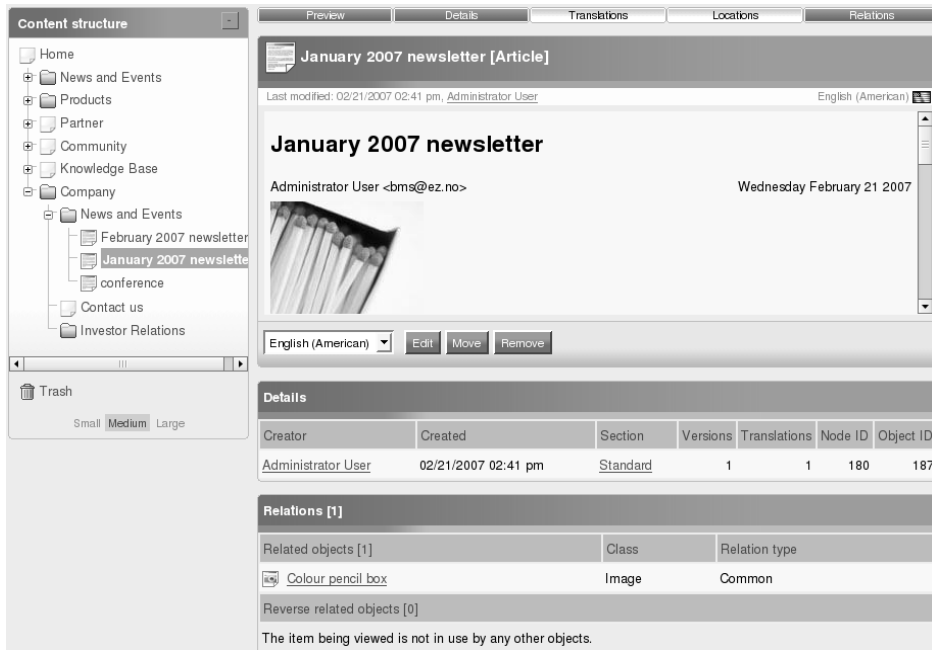 Content structure
-
Home
News and Events
Products
Partner
Community
Knowledge Base
Company
News and Events
February 2007 newsletter
January 2007 newslette
conference
Contact us
Investor Relations
Trash
Small Medium Large
Preview Details Translations Locations Relations
January 2007 newsletter [Article]
Last modified: 02/21/2007 02:41 pm, Administrator User English (American)
January 2007 newsletter
Administrator User <bms@ez.no> Wednesday February 21 2007
English (American) Edit Move Remove
Details
Creator Created Section Versions Translations Node ID Object ID
Administrator User 02/21/2007 02:41 pm Standard 1 1 180 187
Relations [1]
Related objects [1] Class Relation type
Colour pencil box Image Common
Reverse related objects [0]
The item being viewed is not in use by any other objects.